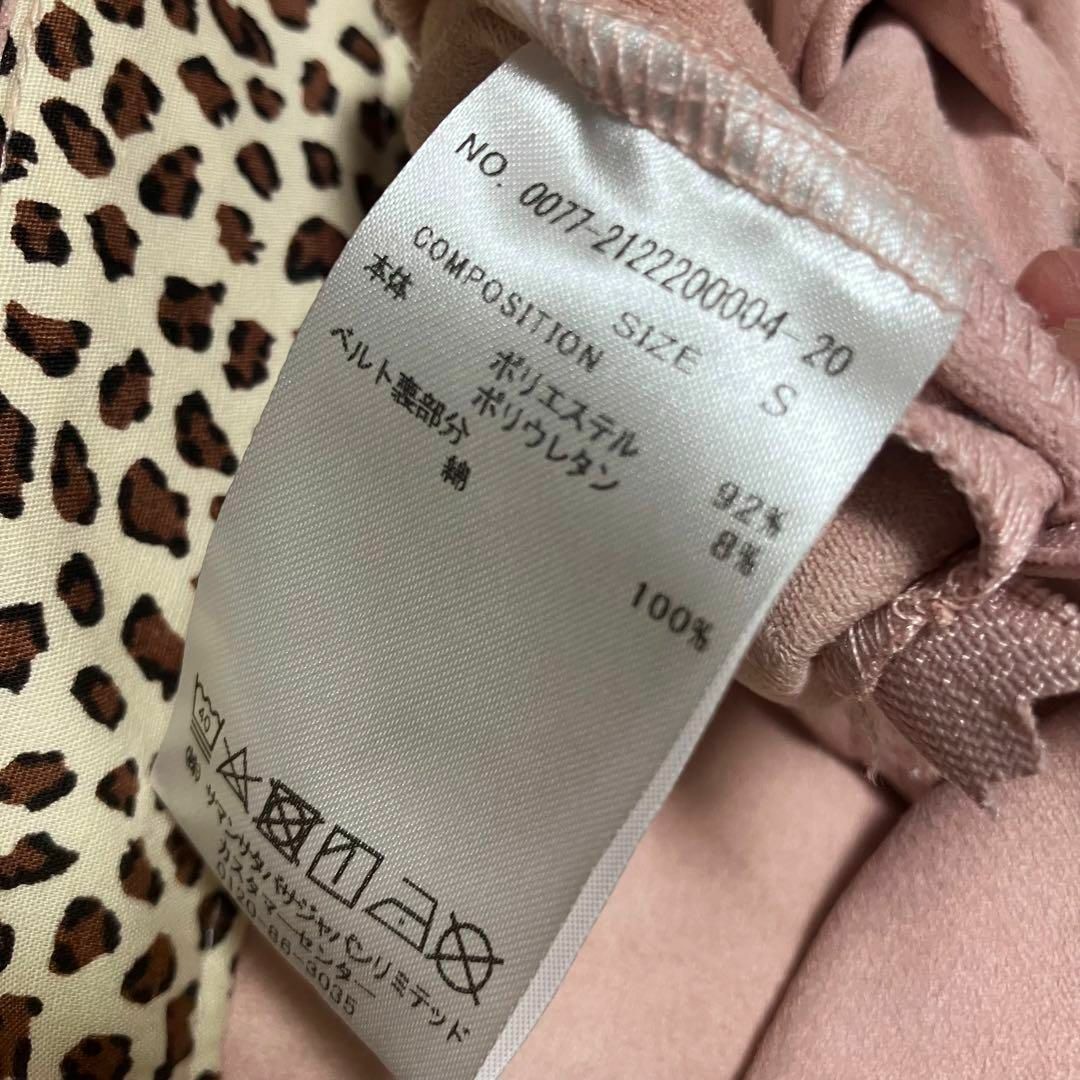 NO. 0077-2122200004-20
SIZE S
COMPOSITION
本体 ポリエステル 92%
ポリウレタン 8%
ベルト裏部分
綿 100%
40
(株)サマンサタバサジャパンリミテッド
カスタマーセンター
0120-86-3035